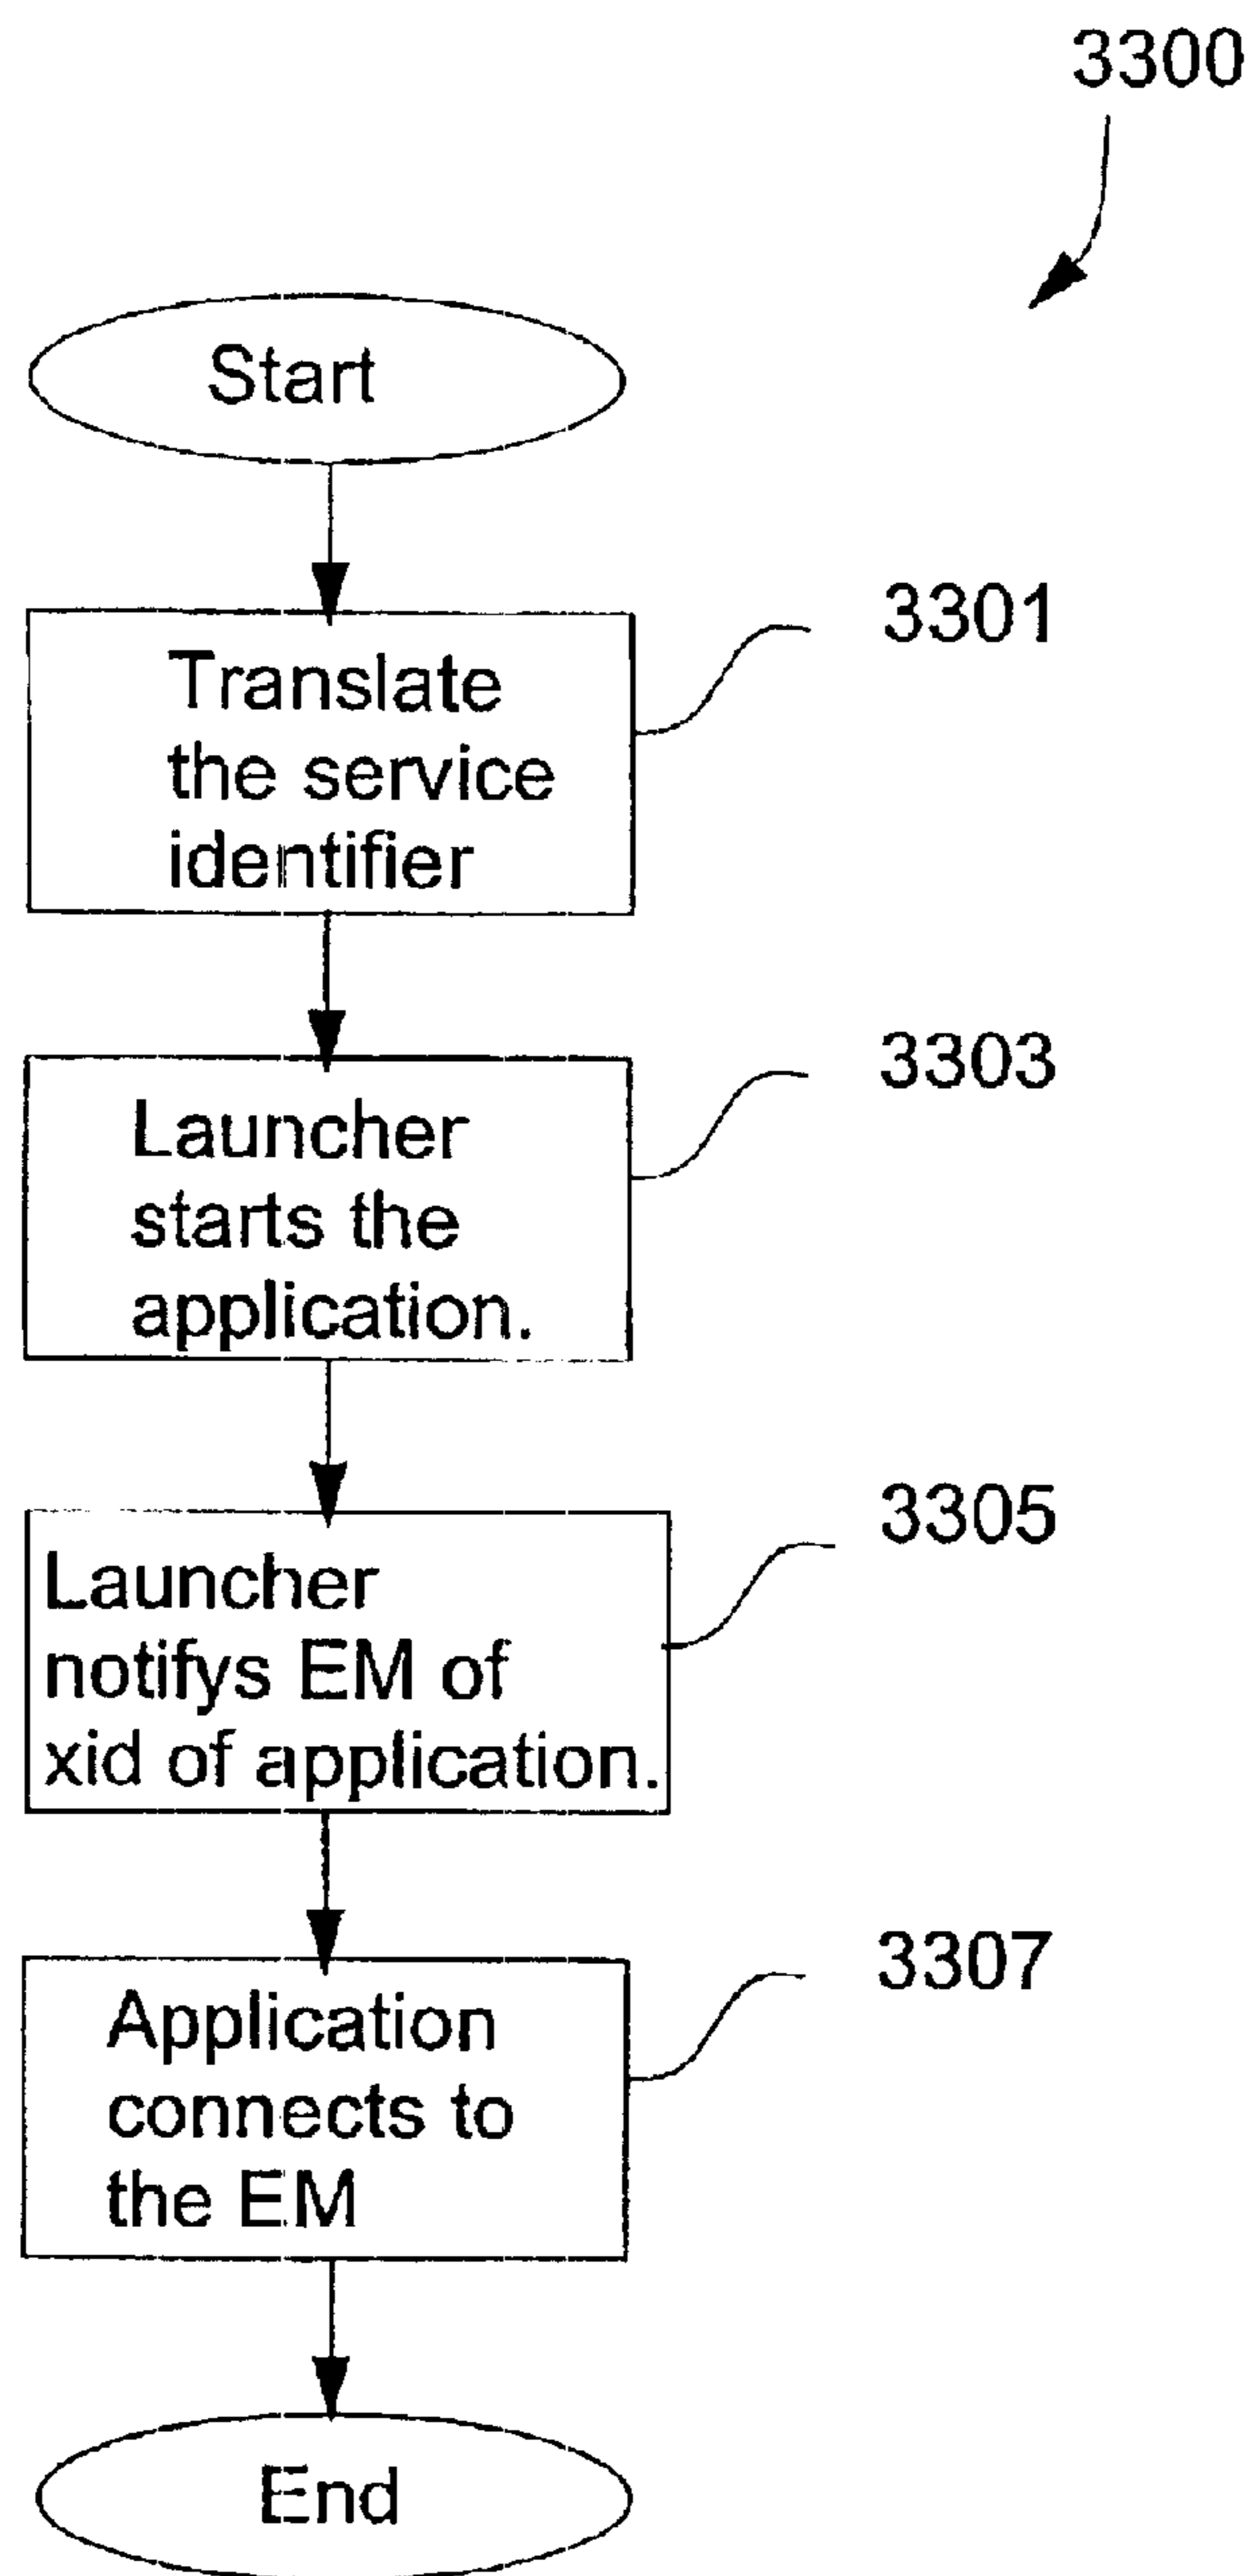 3300
Start
3301
Translate
the service
identifier
3303
Launcher
starts the
application.
3305
Launcher
notifys EM of
xid of application.
3307
Application
connects to
the EM
End